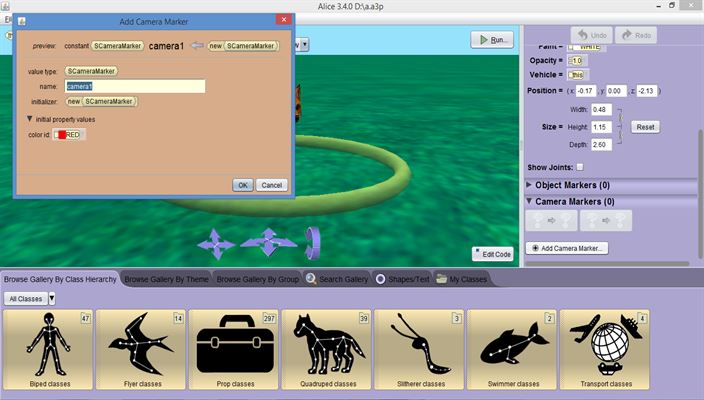 Alice 3.4.0 D:\a.a3p
Add Camera Marker
preview: constant SCameraMarker camera1 new SCameraMarker
value type: SCameraMarker
name: camera1
initializer: new SCameraMarker
initial property values
color id: RED
OK Cancel
Run...
Undo Redo
Paint = WHITE
Opacity = 1.0
Vehicle = this
Position = (x: -0.17 , y: 0.00 , z: -2.13 )
Width: 0.48
Size = Height: 1.15 Reset
Depth: 2.60
Show Joints:
Object Markers (0)
Camera Markers (0)
? ? ? ?
Add Camera Marker...
Edit Code
Browse Gallery By Class Hierarchy Browse Gallery By Theme Browse Gallery By Group Search Gallery Shapes/Text My Classes
All Classes
47 14 297 39 3 2 4
Biped classes Flyer classes Prop classes Quadruped classes Slitherer classes Swimmer classes Transport classes